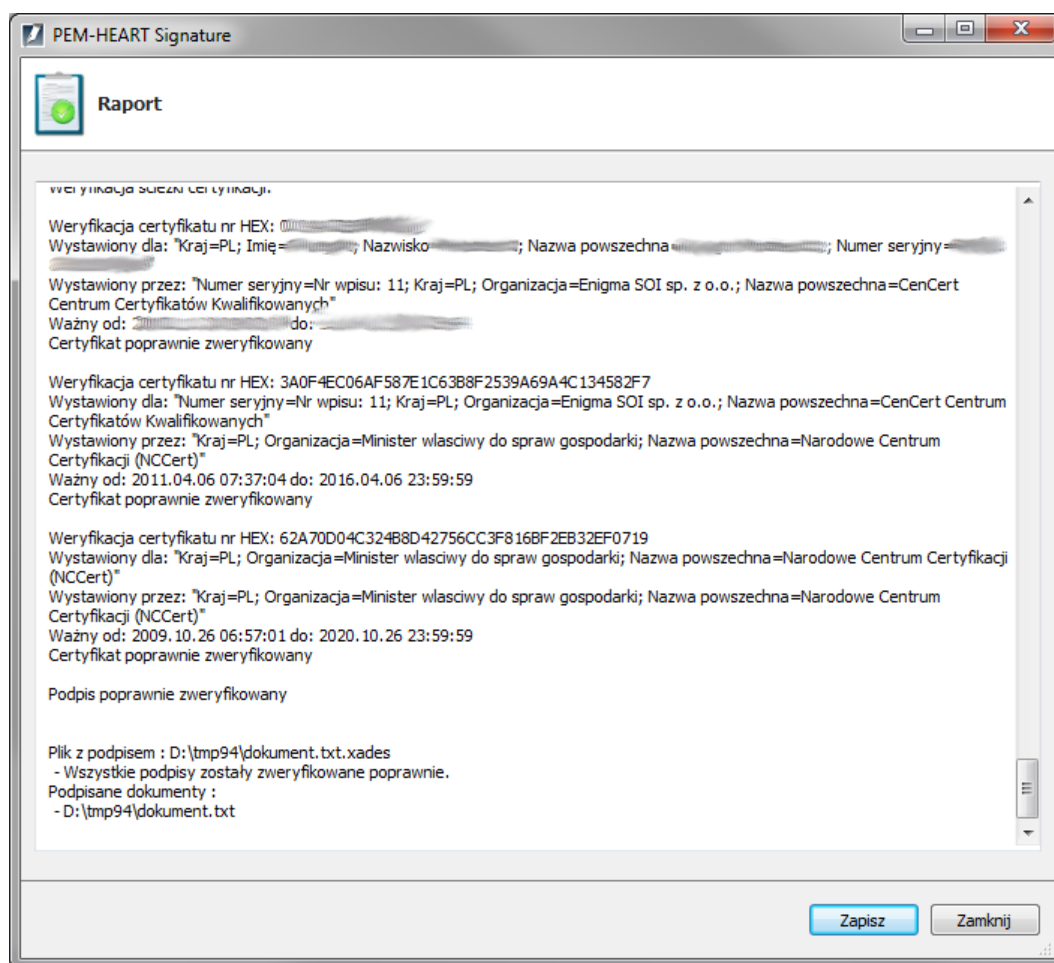 PEM-HEART Signature
Raport
Weryfikacja ścieżki certyfikacji.
Weryfikacja certyfikatu nr HEX:
Wystawiony dla: "Kraj=PL; Imię= ; Nazwisko ; Nazwa powszechna ; Numer seryjny=
Wystawiony przez: "Numer seryjny=Nr wpisu: 11; Kraj=PL; Organizacja=Enigma SOI sp. z o.o.; Nazwa powszechna=CenCert
Centrum Certyfikatów Kwalifikowanych"
Ważny od: do:
Certyfikat poprawnie zweryfikowany
Weryfikacja certyfikatu nr HEX: 3A0F4EC06AF587E1C63B8F2539A69A4C134582F7
Wystawiony dla: "Numer seryjny=Nr wpisu: 11; Kraj=PL; Organizacja=Enigma SOI sp. z o.o.; Nazwa powszechna=CenCert Centrum
Certyfikatów Kwalifikowanych"
Wystawiony przez: "Kraj=PL; Organizacja=Minister wlasciwy do spraw gospodarki; Nazwa powszechna=Narodowe Centrum
Certyfikacji (NCCert)"
Ważny od: 2011.04.06 07:37:04 do: 2016.04.06 23:59:59
Certyfikat poprawnie zweryfikowany
Weryfikacja certyfikatu nr HEX: 62A70D04C324B8D42756CC3F816BF2EB32EF0719
Wystawiony dla: "Kraj=PL; Organizacja=Minister wlasciwy do spraw gospodarki; Nazwa powszechna=Narodowe Centrum Certyfikacji
(NCCert)"
Wystawiony przez: "Kraj=PL; Organizacja=Minister wlasciwy do spraw gospodarki; Nazwa powszechna=Narodowe Centrum
Certyfikacji (NCCert)"
Ważny od: 2009.10.26 06:57:01 do: 2020.10.26 23:59:59
Certyfikat poprawnie zweryfikowany
Podpis poprawnie zweryfikowany
Plik z podpisem : D:\tmp94\dokument.txt.xades
- Wszystkie podpisy zostały zweryfikowane poprawnie.
Podpisane dokumenty :
- D:\tmp94\dokument.txt
Zapisz Zamknij